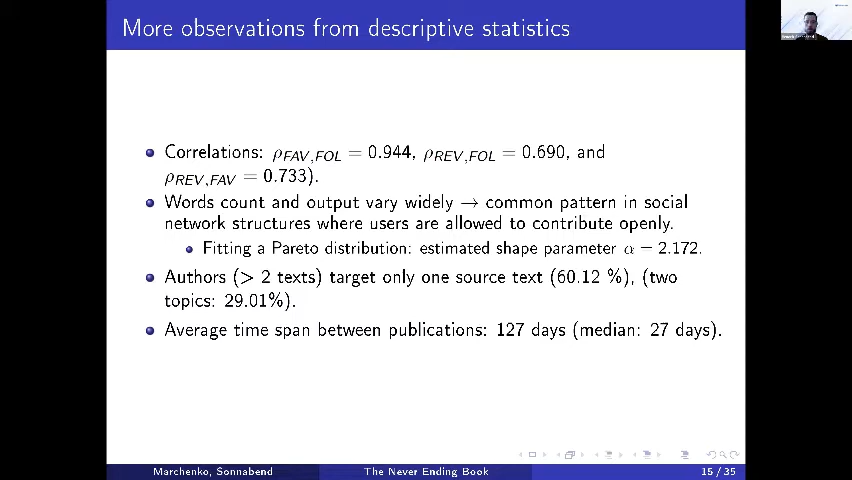 More observations from descriptive statistics
Correlations: ρFAV,FOL = 0.944, ρREV,FOL = 0.690, and
ρREV,FAV = 0.733).
Words count and output vary widely → common pattern in social
network structures where users are allowed to contribute openly.
Fitting a Pareto distribution: estimated shape parameter α = 2.172.
Authors (> 2 texts) target only one source text (60.12 %), (two
topics: 29.01%).
Average time span between publications: 127 days (median: 27 days).
Marchenko, Sonnabend
The Never Ending Book
15 / 35